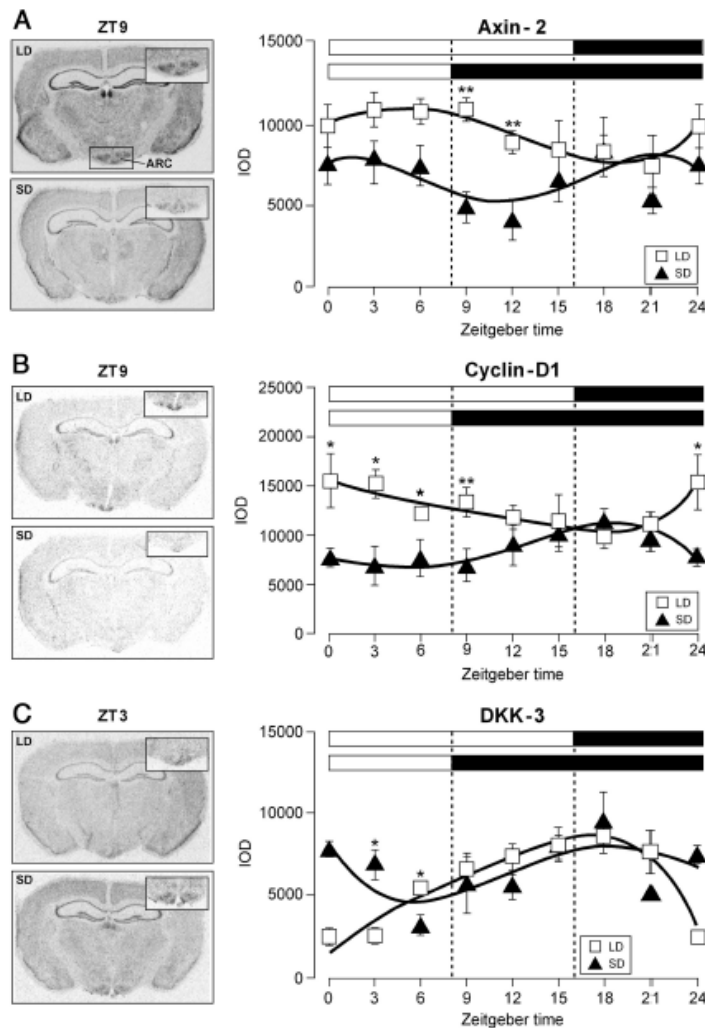 A
ZT9
LD
ARC
SD
Axin-2
15000
10000
5000
0
IOD
** **
LD
SD
0 3 6 9 12 15 18 21 24
Zeitgeber time
B
ZT9
LD
SD
Cyclin-D1
25000
20000
15000
10000
5000
0
IOD
* * * ** *
LD
SD
0 3 6 9 12 15 18 21 24
Zeitgeber time
C
ZT3
LD
SD
DKK-3
15000
10000
5000
0
IOD
* *
LD
SD
0 3 6 9 12 15 18 21 24
Zeitgeber time